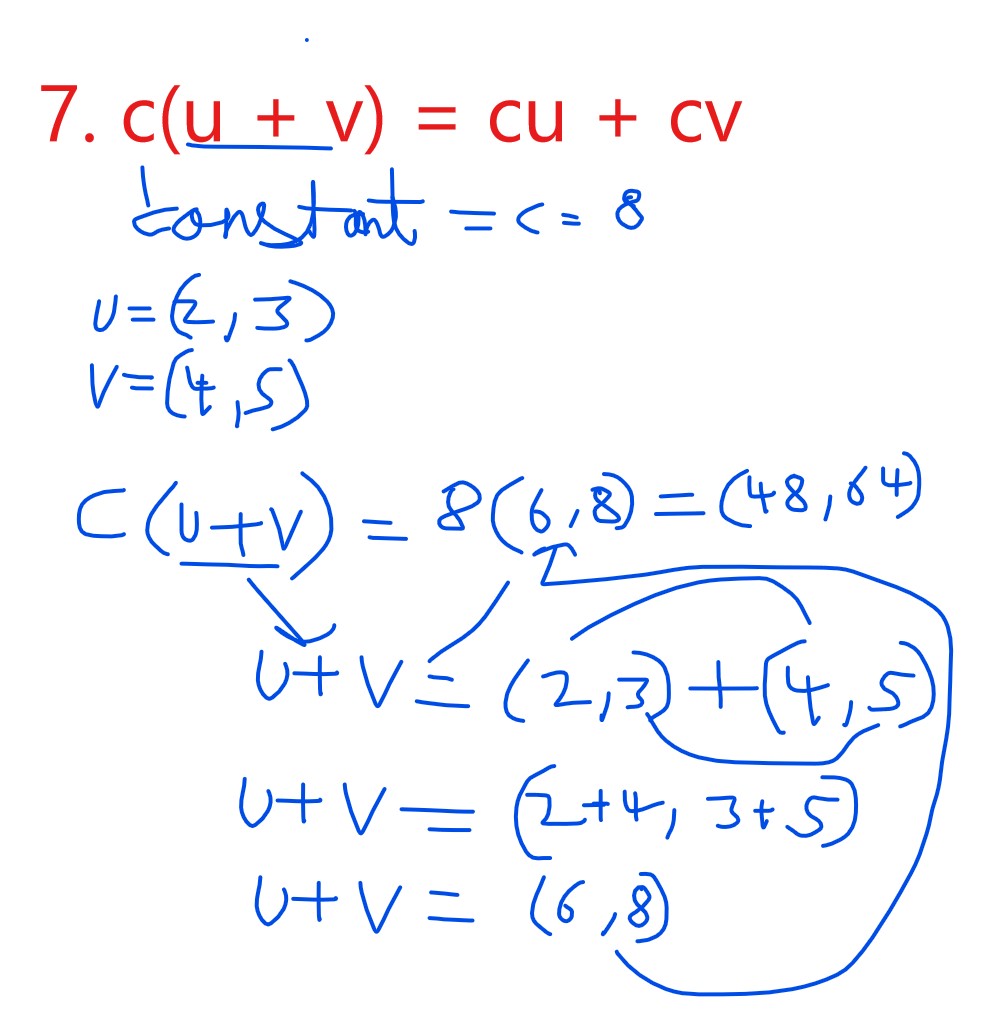 7. c(u + v) = cu + cv
constant = c = 8
u = (2, 3)
v = (4, 5)
C (u + v) = 8 (6, 8) = (48, 64)
u + v = (2, 3) + (4, 5)
u + v = (2 + 4, 3 + 5)
u + v = (6, 8)